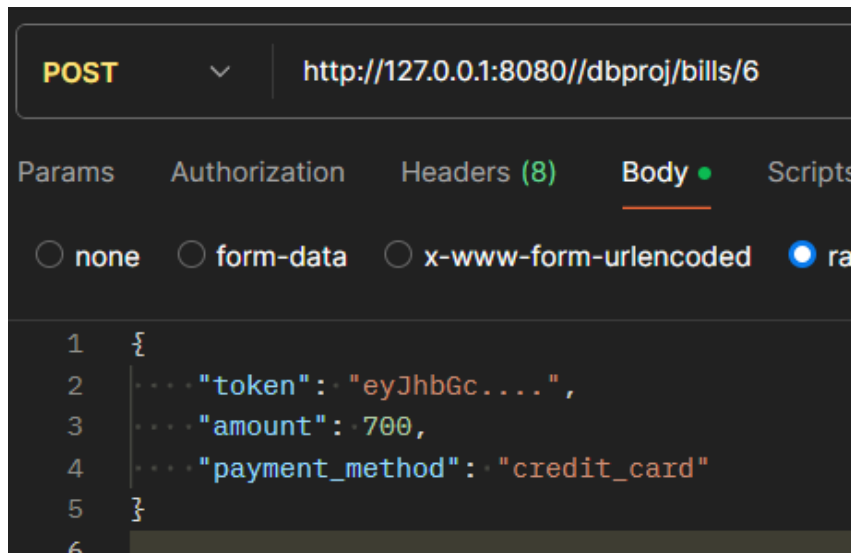 POST http://127.0.0.1:8080//dbproj/bills/6
Params Authorization Headers (8) Body Scripts
none form-data x-www-form-urlencoded ra
1 {
2 "token": "eyJhbGc....",
3 "amount": 700,
4 "payment_method": "credit_card"
5 }
6